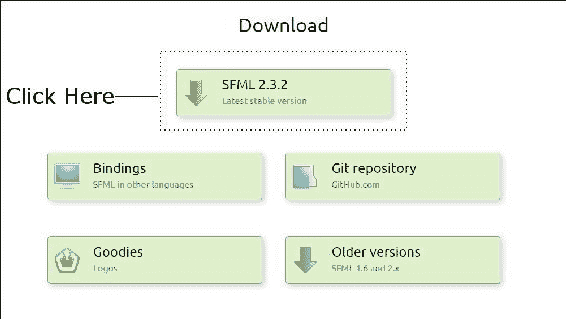 Download
SFML 2.3.2
Latest stable version
Click Here
Bindings
SFML in other languages
Git repository
GitHub.com
Goodies
Logos
Older versions
SFML 1.6 and 2.x